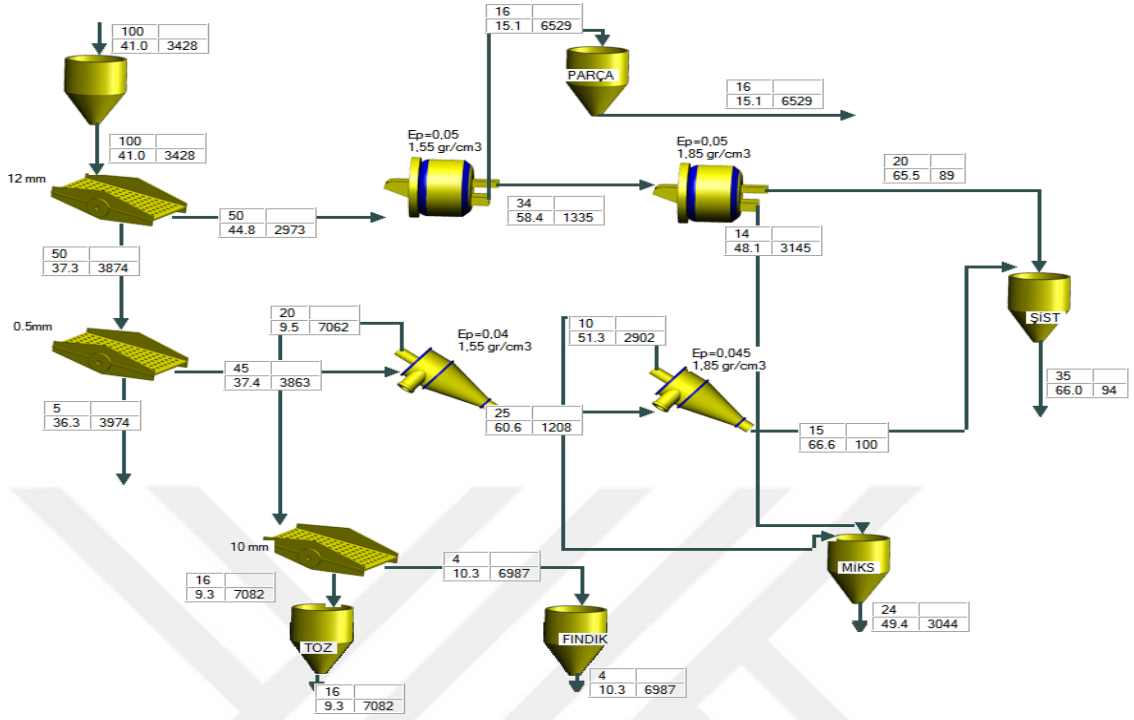 100
41.0 3428
16
15.1 6529
PARÇA
16
15.1 6529
100
41.0 3428
Ep=0,05
1,55 gr/cm3
Ep=0,05
1,85 gr/cm3
20
65.5 89
12 mm
50
44.8 2973
34
58.4 1335
14
48.1 3145
50
37.3 3874
ŞİST
0.5mm
20
9.5 7062
Ep=0,04
1,55 gr/cm3
10
51.3 2902
Ep=0,045
1,85 gr/cm3
45
37.4 3863
35
66.0 94
5
36.3 3974
25
60.6 1208
15
66.6 100
10 mm
4
10.3 6987
MİKS
16
9.3 7082
TOZ
FINDIK
24
49.4 3044
16
9.3 7082
4
10.3 6987